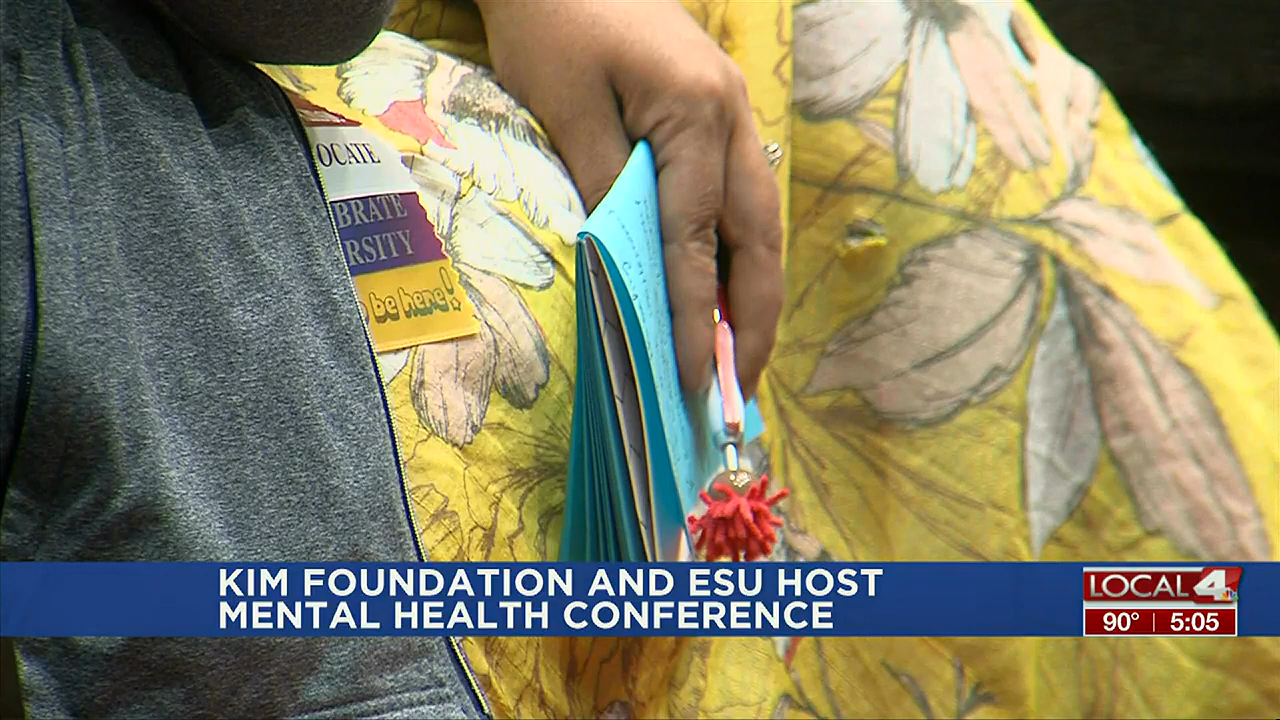 OCATE
BRATE
RSITY
be here!
KIM FOUNDATION AND ESU HOST
MENTAL HEALTH CONFERENCE
LOCAL 4
90° | 5:05